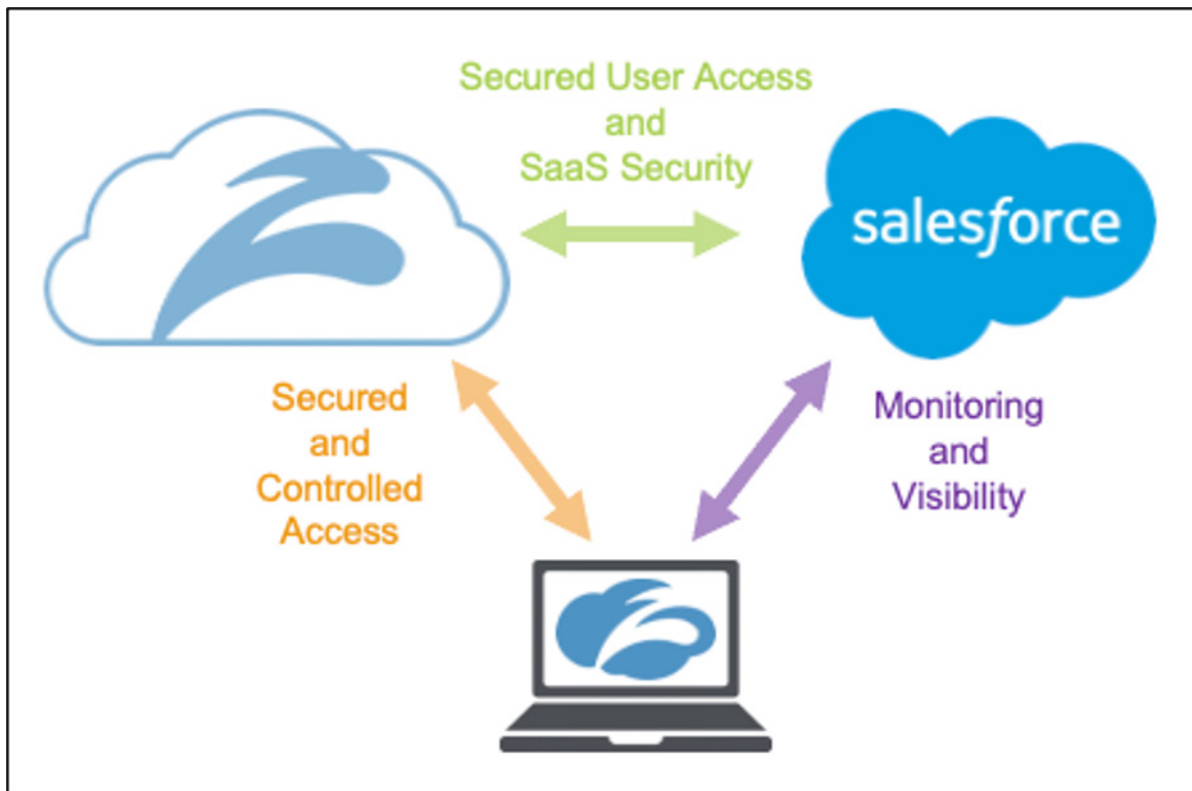 Secured User Access
and
SaaS Security
salesforce
Secured
and
Controlled
Access
Monitoring
and
Visibility